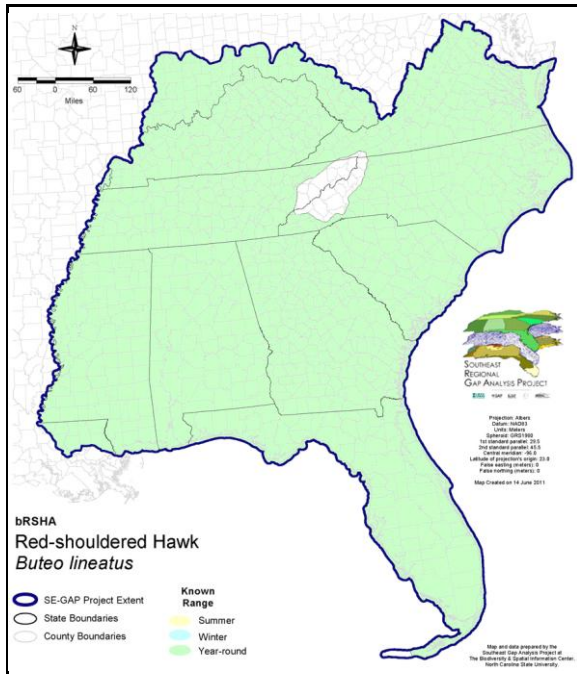 N
60 0 60 120
Miles
SOUTHEAST
REGIONAL
GAP ANALYSIS PROJECT
Projection: Albers
Datum: NAD83
Units: Meters
Spheroid: GRS1980
1st standard parallel: 29.5
2nd standard parallel: 45.5
Central meridian: -96.0
Latitude of projection's origin: 23.0
False easting (meters): 0
False northing (meters): 0
Map Created on 14 June 2011
bRSHA
Red-shouldered Hawk
Buteo lineatus
SE-GAP Project Extent
State Boundaries
County Boundaries
Known
Range
Summer
Winter
Year-round
Map and data prepared by the
Southeast Gap Analysis Project at
The Biodiversity & Spatial Information Center,
North Carolina State University.